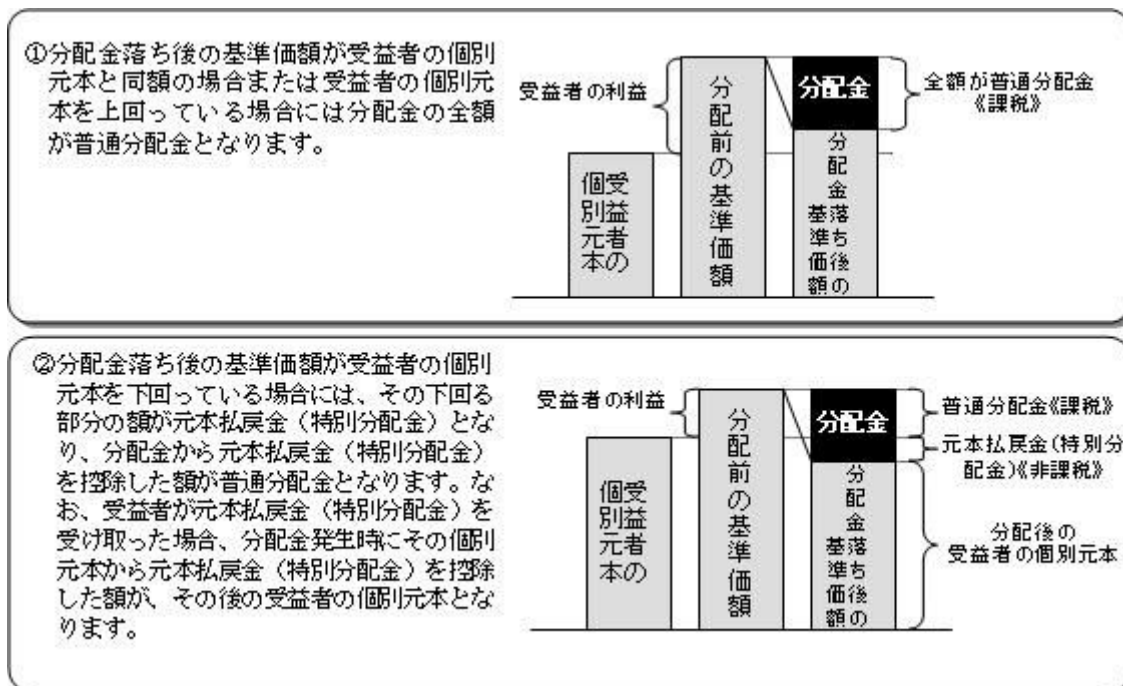 ①分配金落ち後の基準価額が受益者の個別
元本と同額の場合または受益者の個別元
本を上回っている場合には分配金の全額
が普通分配金となります。
受益者の利益
受益者の
個別元本
分配前の基準価額
分配金
分配金落ち後の
基準価額
全額が普通分配金
《課税》
②分配金落ち後の基準価額が受益者の個別
元本を下回っている場合には、その下回る
部分の額が元本払戻金（特別分配金）とな
り、分配金から元本払戻金（特別分配金）
を控除した額が普通分配金となります。な
お、受益者が元本払戻金（特別分配金）を
受け取った場合、分配金発生時にその個別
元本から元本払戻金（特別分配金）を控除
した額が、その後の受益者の個別元本とな
ります。
受益者の利益
受益者の
個別元本
分配前の基準価額
分配金
分配金落ち後の
基準価額
普通分配金《課税》
元本払戻金(特別分
配金)《非課税》
分配後の
受益者の個別元本